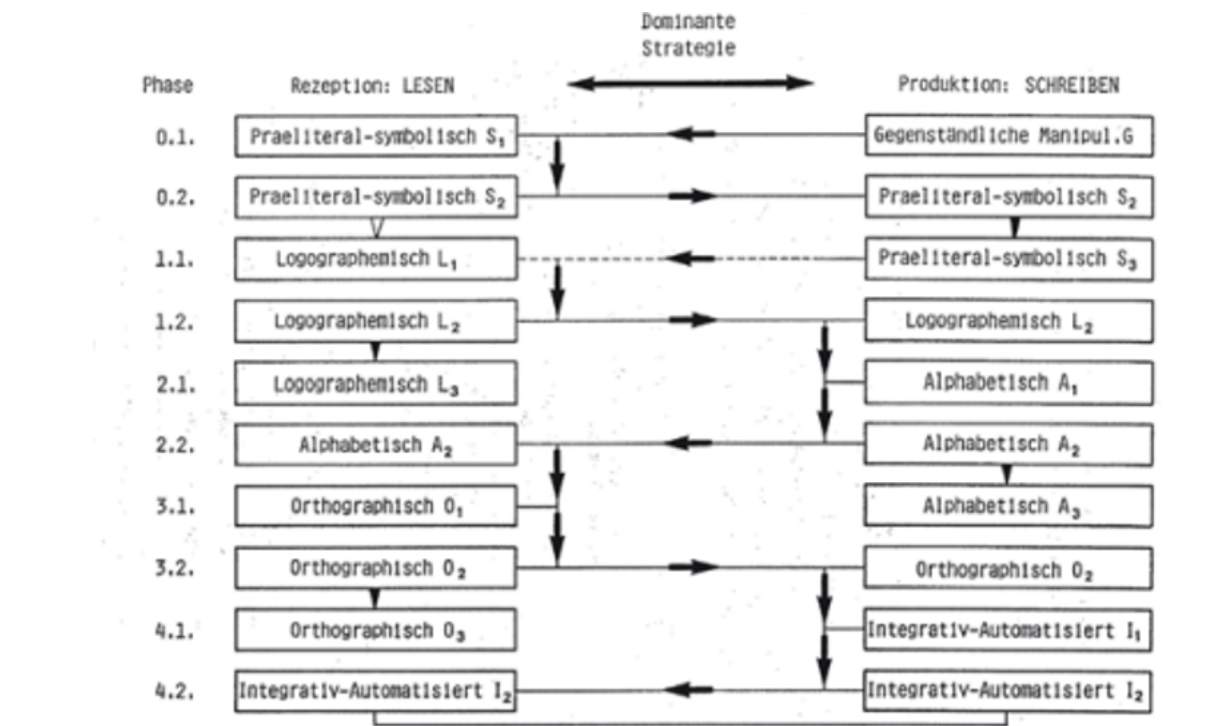 Dominante
Strategie
Phase Rezeption: LESEN Produktion: SCHREIBEN
0.1. Praeliteral-symbolisch S₁ Gegenständliche Manipul.G
0.2. Praeliteral-symbolisch S₂ Praeliteral-symbolisch S₂
1.1. Logographemisch L₁ Praeliteral-symbolisch S₃
1.2. Logographemisch L₂ Logographemisch L₂
2.1. Logographemisch L₃ Alphabetisch A₁
2.2. Alphabetisch A₂ Alphabetisch A₂
3.1. Orthographisch O₁ Alphabetisch A₃
3.2. Orthographisch O₂ Orthographisch O₂
4.1. Orthographisch O₃ Integrativ-Automatisiert I₁
4.2. Integrativ-Automatisiert I₂ Integrativ-Automatisiert I₂